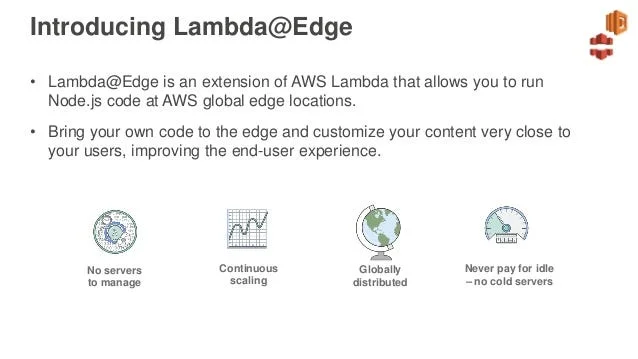 Introducing Lambda@Edge
• Lambda@Edge is an extension of AWS Lambda that allows you to run
Node.js code at AWS global edge locations.
• Bring your own code to the edge and customize your content very close to
your users, improving the end-user experience.
No servers
to manage
Continuous
scaling
Globally
distributed
Never pay for idle
– no cold servers